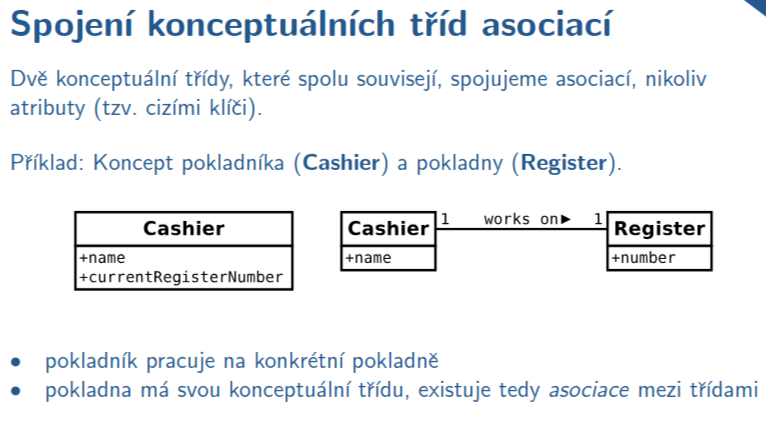 Spojení konceptuálních tříd asociací
Dvě konceptuální třídy, které spolu souvisejí, spojujeme asociací, nikoliv
atributy (tzv. cizími klíči).
Příklad: Koncept pokladníka (Cashier) a pokladny (Register).
Cashier
+name
+currentRegisterNumber
Cashier
+name
1 works on► 1
Register
+number
• pokladník pracuje na konkrétní pokladně
• pokladna má svou konceptuální třídu, existuje tedy asociace mezi třídami